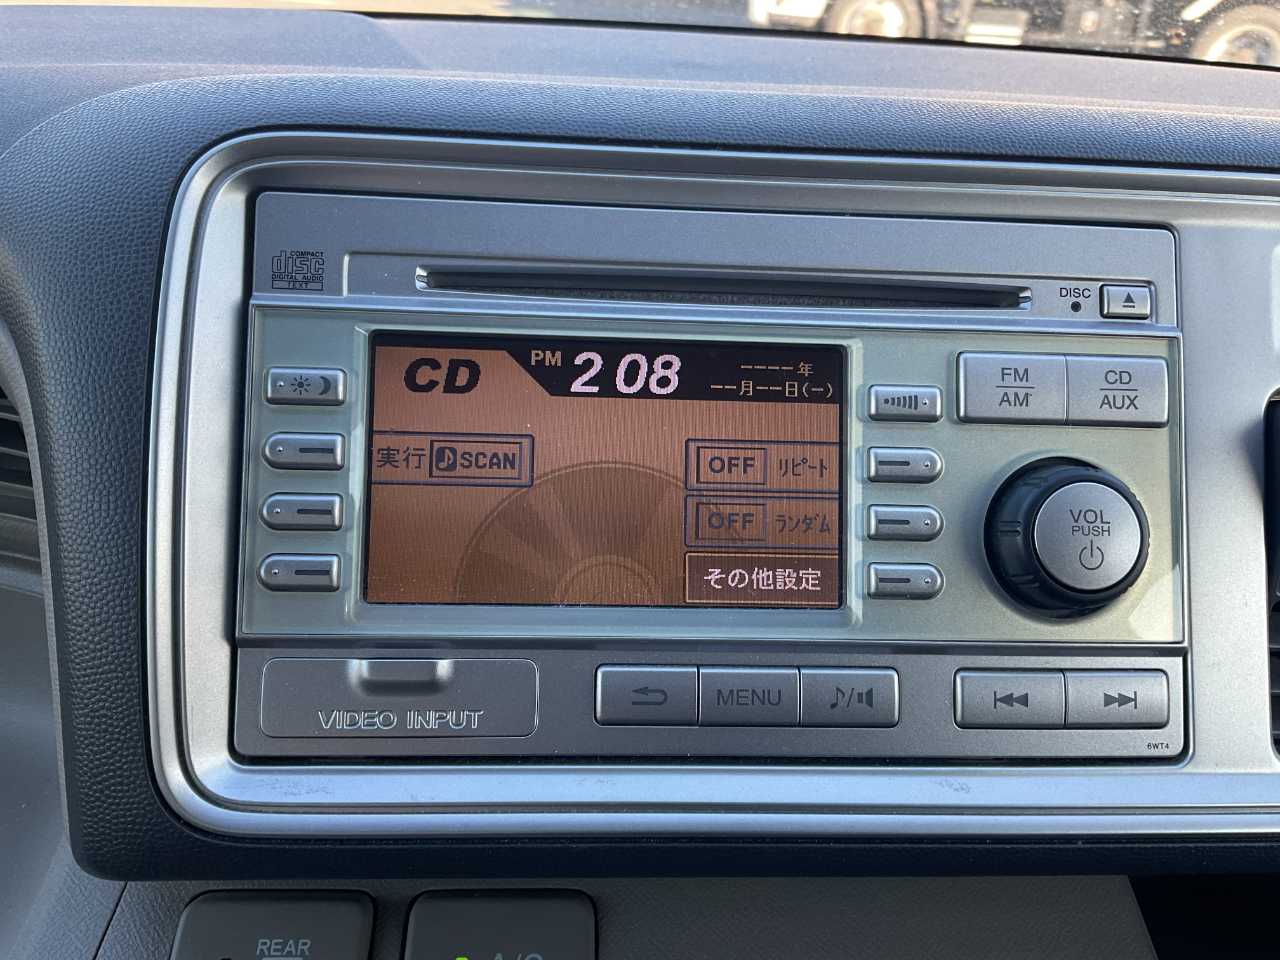 COMPACT
disc
DIGITAL AUDIO
TEXT
DISC
CD
PM 2 08
----年
--月--日(-)
実行 SCAN
OFF リピート
OFF ランダム
その他設定
FM
AM
CD
AUX
VOL
PUSH
VIDEO INPUT
MENU
6WT4
REAR
A/C